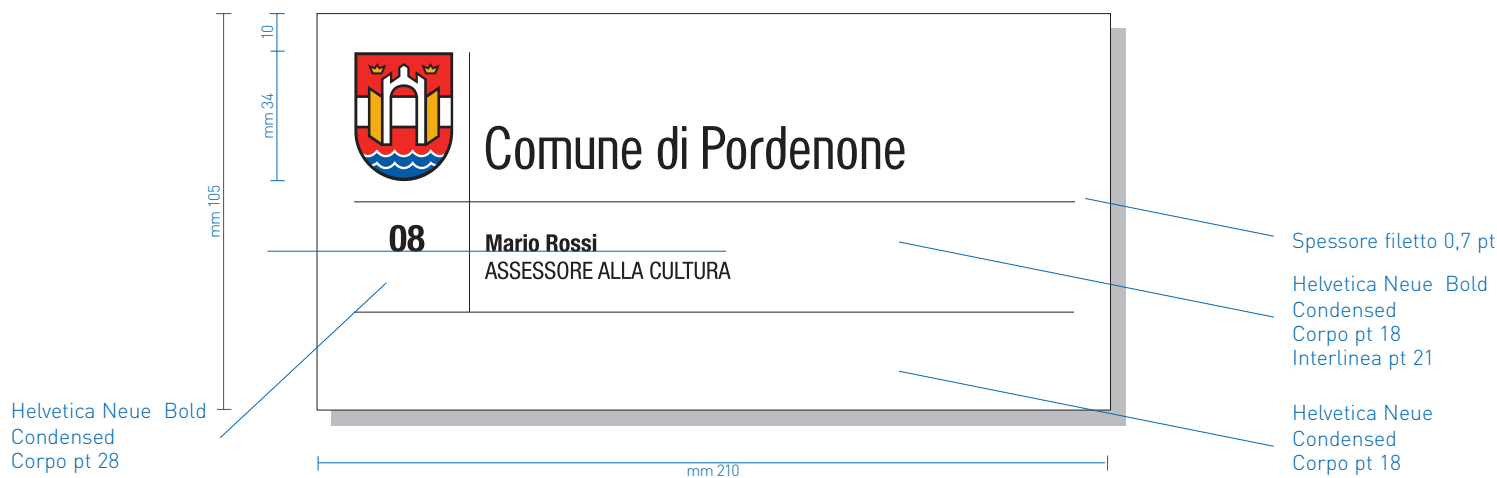 10
mm 34
mm 105
Comune di Pordenone
08
Mario Rossi
ASSESSORE ALLA CULTURA
Spessore filetto 0,7 pt
Helvetica Neue Bold
Condensed
Corpo pt 18
Interlinea pt 21
Helvetica Neue Bold
Condensed
Corpo pt 28
Helvetica Neue
Condensed
Corpo pt 18
mm 210